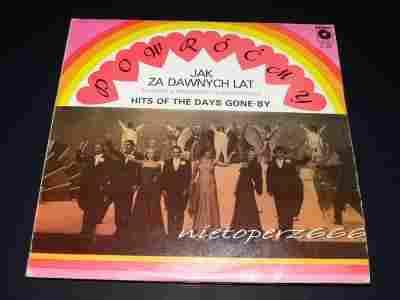 POWRÓĆMY
JAK
ZA DAWNYCH LAT
HITS OF THE DAYS GONE-BY
nietoperz666